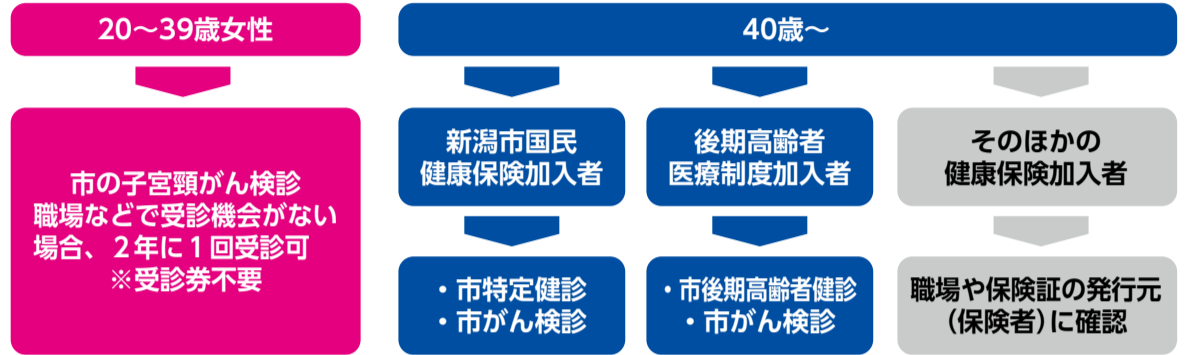 20～39歳女性
市の子宮頸がん検診
職場などで受診機会がない
場合、２年に１回受診可
※受診券不要
40歳～
新潟市国民
健康保険加入者
・市特定健診
・市がん検診
後期高齢者
医療制度加入者
・市後期高齢者健診
・市がん検診
そのほかの
健康保険加入者
職場や保険証の発行元
（保険者）に確認